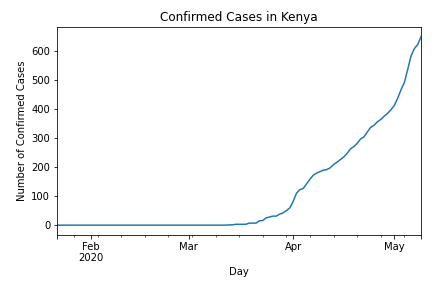 Confirmed Cases in Kenya
Number of Confirmed Cases
600
500
400
300
200
100
0
Feb
2020
Mar
Apr
May
Day